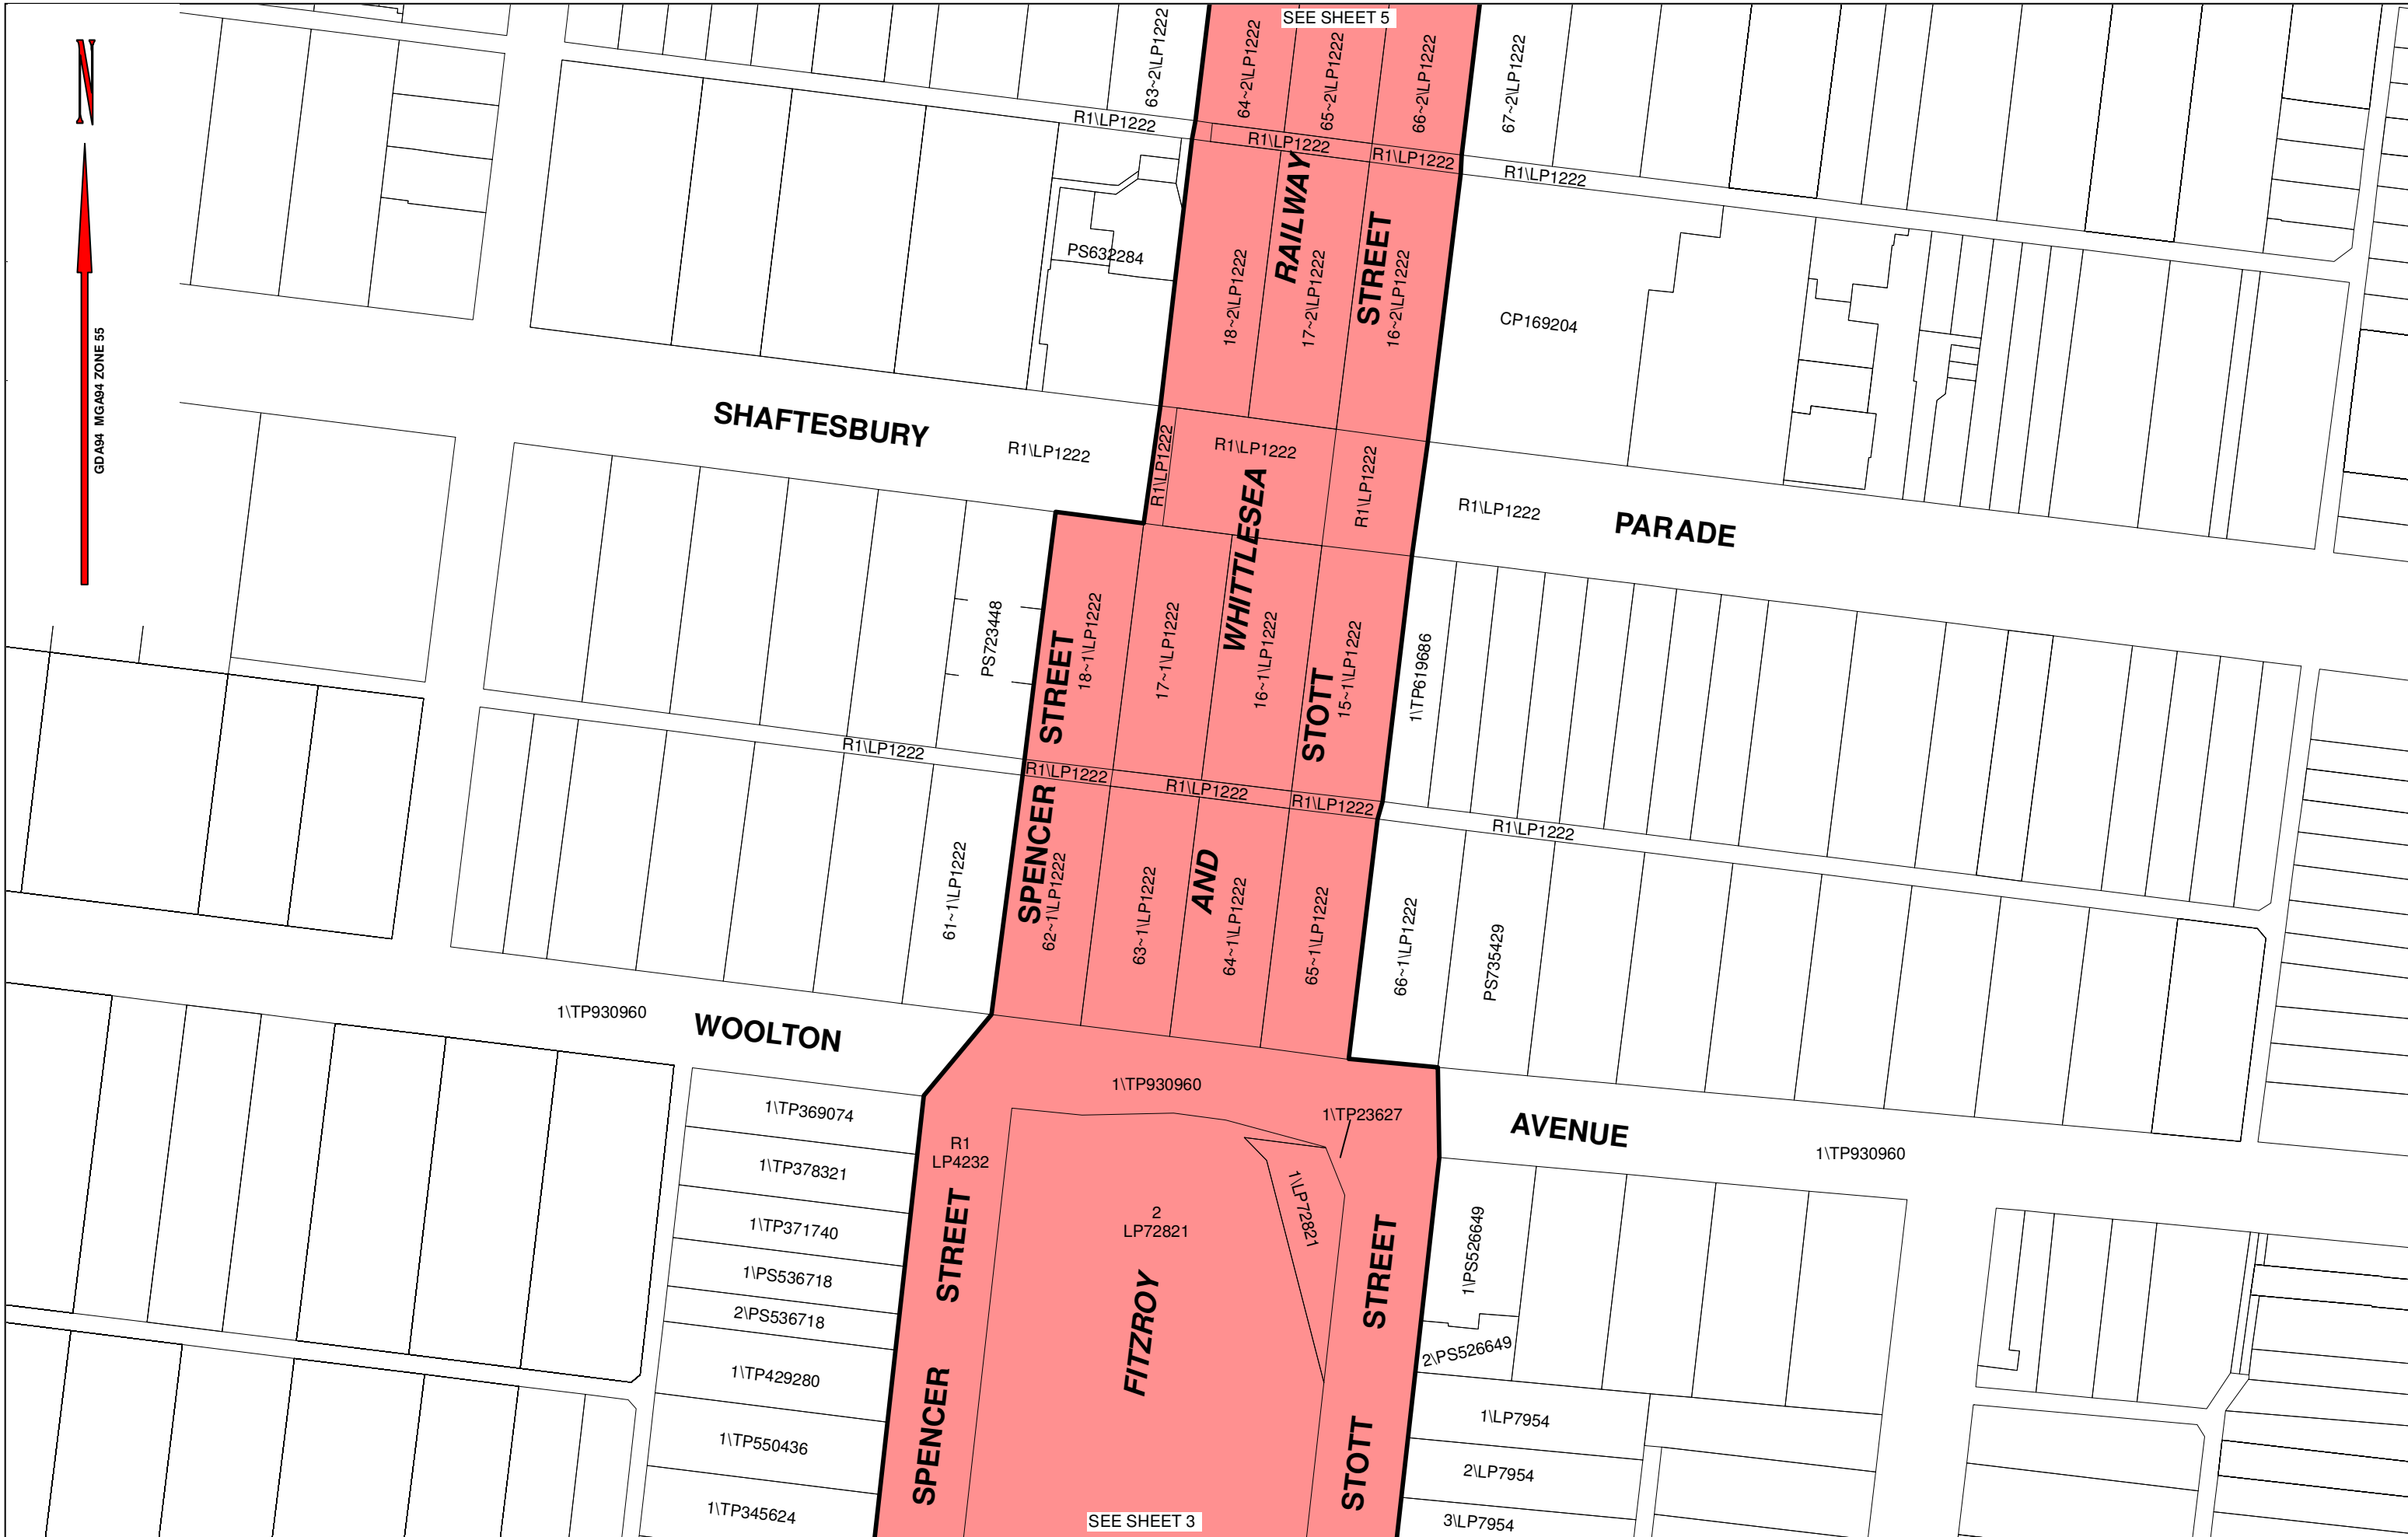 SEE SHEET 5
N
GDA94 MGA94 ZONE 55
63~2\LP1222
64~2\LP1222
65~2\LP1222
66~2\LP1222
67~2\LP1222
R1\LP1222
R1\LP1222
R1\LP1222
R1\LP1222
PS632284
18~2\LP1222
RAILWAY
17~2\LP1222
STREET
16~2\LP1222
CP169204
SHAFTESBURY
R1\LP1222
R1\LP1222
R1\LP1222
R1\LP1222
R1\LP1222
PARADE
WHITTLESEA
PS723448
STREET
18~1\LP1222
17~1\LP1222
16~1\LP1222
STOTT
15~1\LP1222
1\TP619686
R1\LP1222
R1\LP1222
R1\LP1222
R1\LP1222
R1\LP1222
61~1\LP1222
SPENCER
62~1\LP1222
63~1\LP1222
AND
64~1\LP1222
65~1\LP1222
66~1\LP1222
PS735429
1\TP930960
WOOLTON
1\TP930960
1\TP23627
AVENUE
1\TP930960
1\TP369074
R1
LP4232
1\TP378321
1\TP371740
1\PS536718
2\PS536718
1\TP429280
1\TP550436
1\TP345624
STREET
SPENCER
2
LP72821
1\LP72821
FITZROY
STREET
STOTT
1\PS526649
2\PS526649
1\LP7954
2\LP7954
3\LP7954
SEE SHEET 3